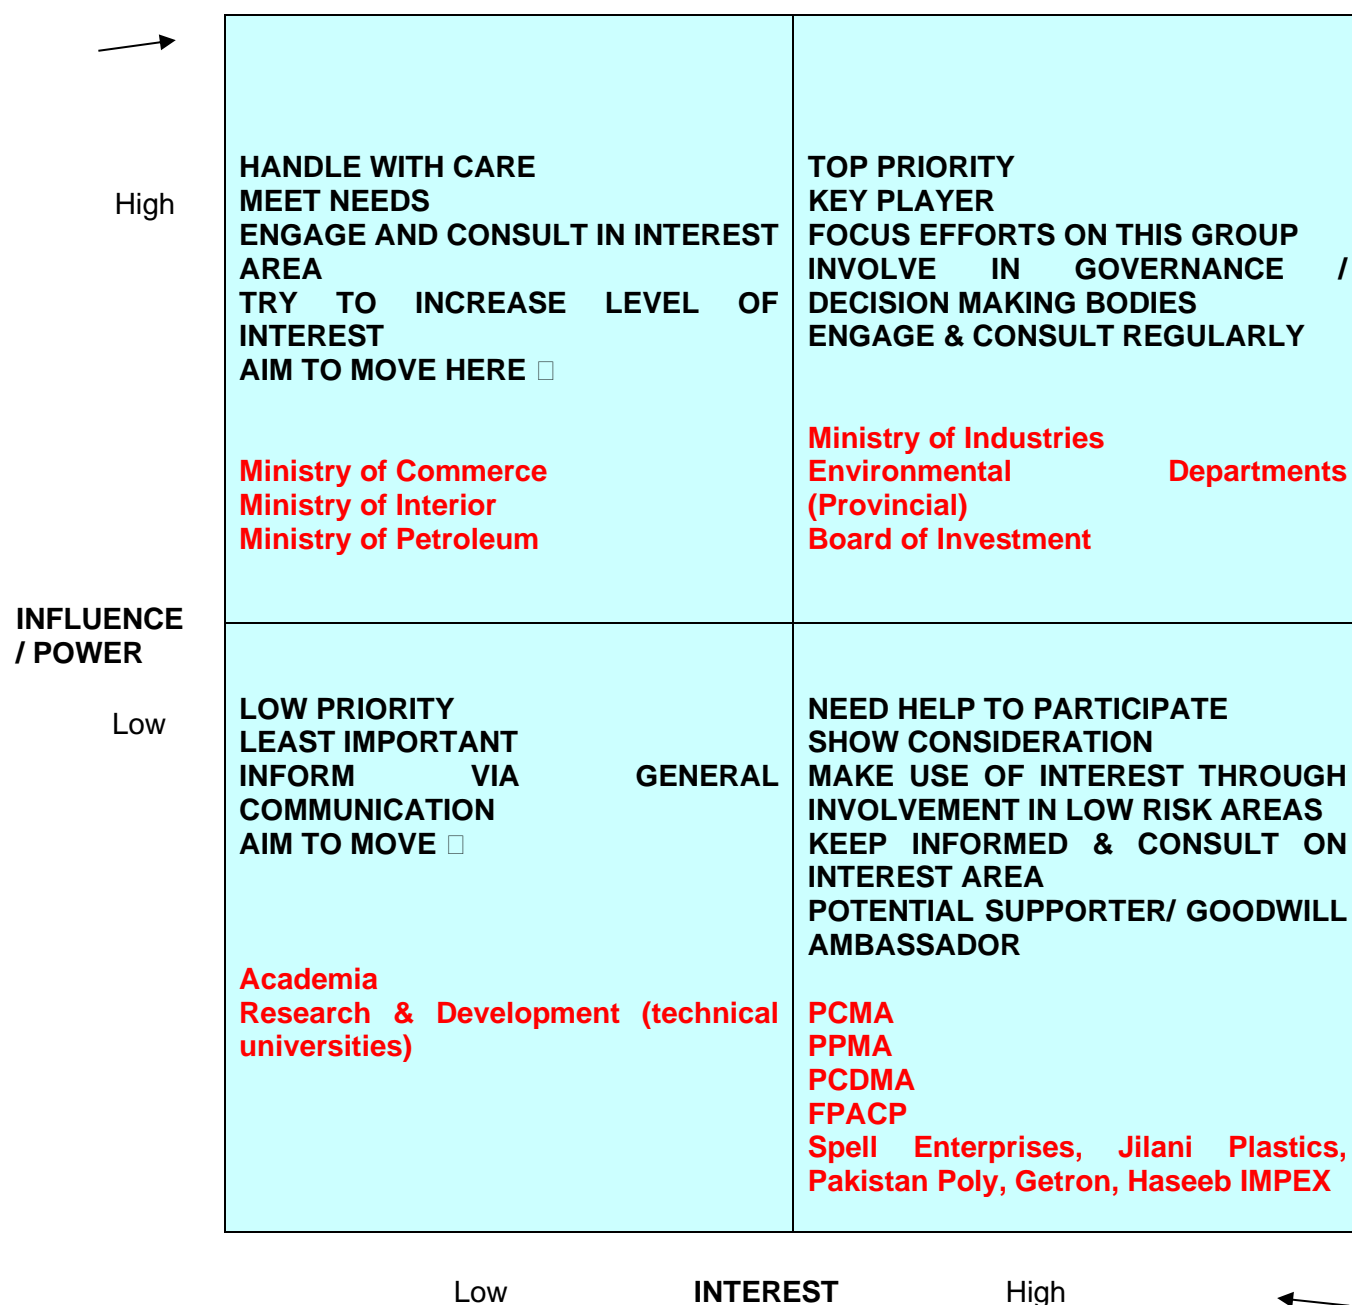 High
HANDLE WITH CARE
MEET NEEDS
ENGAGE AND CONSULT IN INTEREST
AREA
TRY TO INCREASE LEVEL OF
INTEREST
AIM TO MOVE HERE □
Ministry of Commerce
Ministry of Interior
Ministry of Petroleum
TOP PRIORITY
KEY PLAYER
FOCUS EFFORTS ON THIS GROUP
INVOLVE IN GOVERNANCE /
DECISION MAKING BODIES
ENGAGE & CONSULT REGULARLY
Ministry of Industries
Environmental Departments
(Provincial)
Board of Investment
INFLUENCE
/ POWER
Low
LOW PRIORITY
LEAST IMPORTANT
INFORM VIA GENERAL
COMMUNICATION
AIM TO MOVE □
Academia
Research & Development (technical
universities)
NEED HELP TO PARTICIPATE
SHOW CONSIDERATION
MAKE USE OF INTEREST THROUGH
INVOLVEMENT IN LOW RISK AREAS
KEEP INFORMED & CONSULT ON
INTEREST AREA
POTENTIAL SUPPORTER/ GOODWILL
AMBASSADOR
PCMA
PPMA
PCDMA
FPACP
Spell Enterprises, Jilani Plastics,
Pakistan Poly, Getron, Haseeb IMPEX
Low INTEREST High